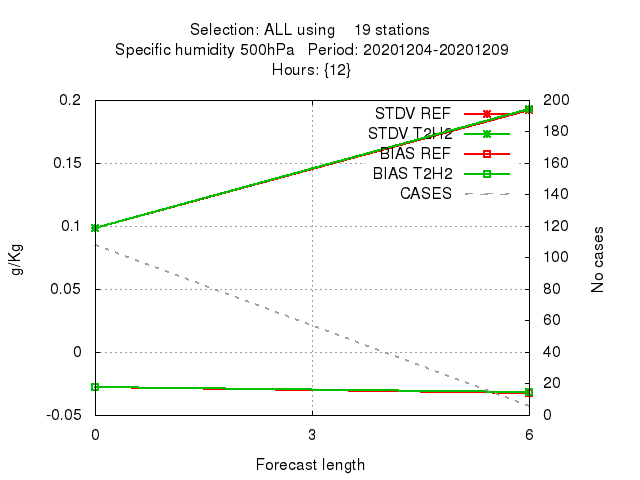 Selection: ALL using 19 stations
Specific humidity 500hPa Period: 20201204-20201209
Hours: {12}
0.2 200
STDV REF
180
STDV T2H2
0.15 160
BIAS REF
140
BIAS T2H2
CASES
0.1 120
100
g/Kg
No cases
0.05 80
60
0 40
20
-0.05 0
0 3 6
Forecast length